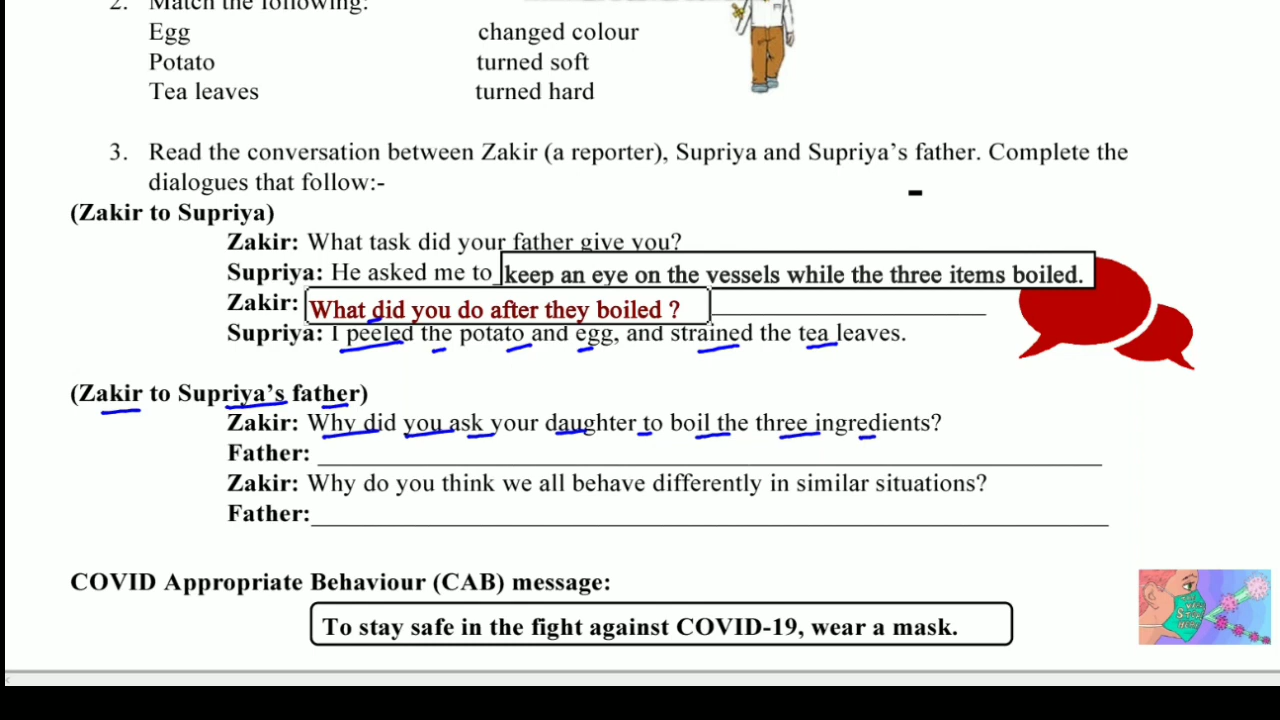 2. Match the following:
Egg changed colour
Potato turned soft
Tea leaves turned hard
3. Read the conversation between Zakir (a reporter), Supriya and Supriya's father. Complete the
dialogues that follow:-
(Zakir to Supriya)
Zakir: What task did your father give you?
Supriya: He asked me to keep an eye on the vessels while the three items boiled.
Zakir: What did you do after they boiled ?
Supriya: I peeled the potato and egg, and strained the tea leaves.
(Zakir to Supriya's father)
Zakir: Why did you ask your daughter to boil the three ingredients?
Father:
Zakir: Why do you think we all behave differently in similar situations?
Father:
COVID Appropriate Behaviour (CAB) message:
To stay safe in the fight against COVID-19, wear a mask.